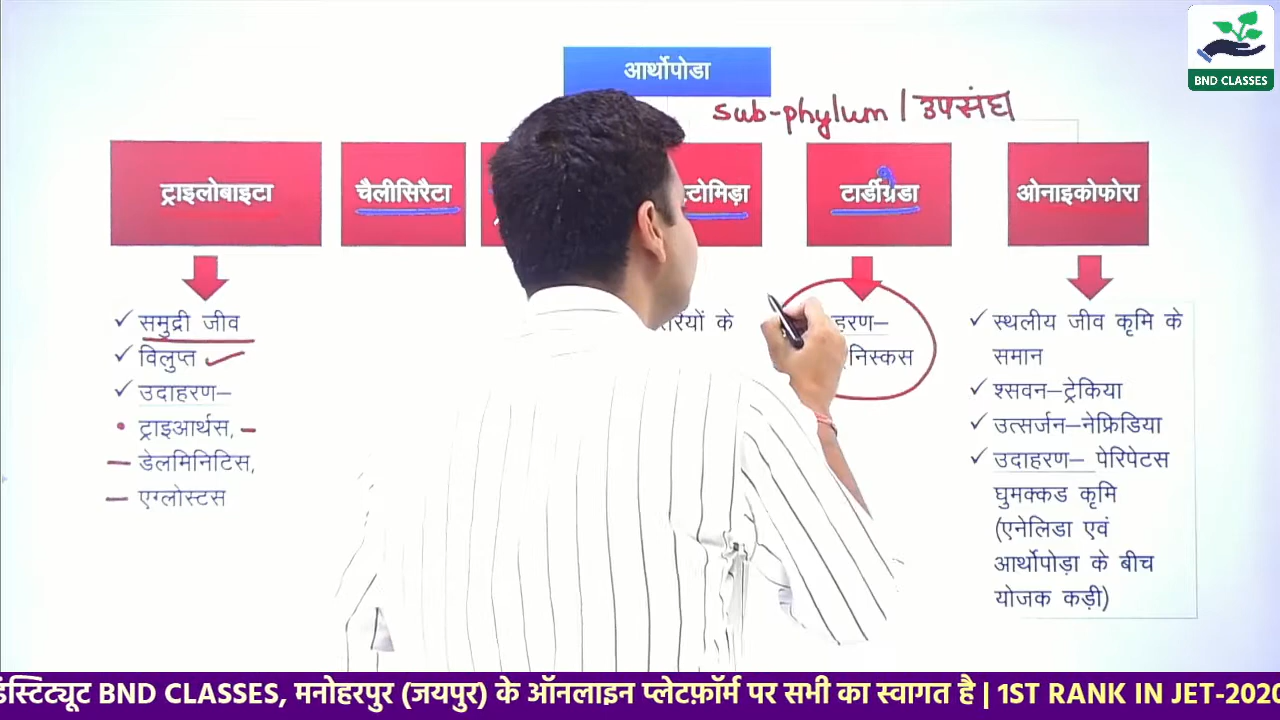 BND CLASSES
आर्थोपोडा
sub-phylum | उपसंघ
ट्राइलोबाइटा
चैलीसिरैटा
टोमिड़ा
टार्डीग्रेडा
ओनाइकोफोरा
समुद्री जीव
विलुप्त
उदाहरण–
ट्राइआर्थस,
डेलमिनिटिस,
एग्लोस्टस
के
हरण–
निस्कस
स्थलीय जीव कृमि के
समान
श्सवन–ट्रेकिया
उत्सर्जन–नेफ्रिडिया
उदाहरण– पेरिपेटस
घुमक्कड कृमि
(एनेलिडा एवं
आर्थोपोड़ा के बीच
योजक कड़ी)
इंस्टिट्यूट BND CLASSES, मनोहरपुर (जयपुर) के ऑनलाइन प्लेटफ़ॉर्म पर सभी का स्वागत है | 1ST RANK IN JET-2020